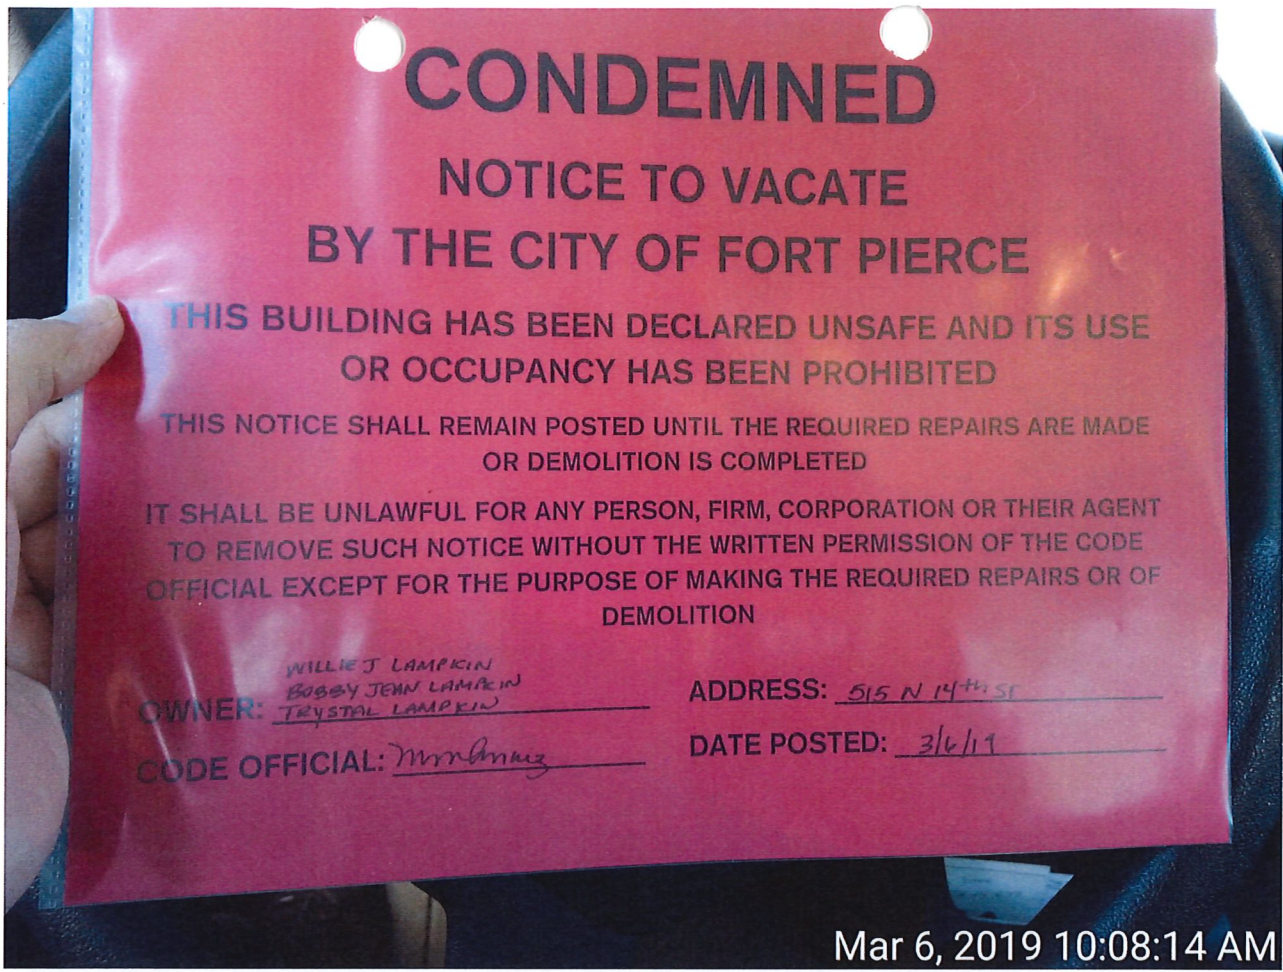 CONDEMNED
NOTICE TO VACATE
BY THE CITY OF FORT PIERCE
THIS BUILDING HAS BEEN DECLARED UNSAFE AND ITS USE
OR OCCUPANCY HAS BEEN PROHIBITED
THIS NOTICE SHALL REMAIN POSTED UNTIL THE REQUIRED REPAIRS ARE MADE
OR DEMOLITION IS COMPLETED
IT SHALL BE UNLAWFUL FOR ANY PERSON, FIRM, CORPORATION OR THEIR AGENT
TO REMOVE SUCH NOTICE WITHOUT THE WRITTEN PERMISSION OF THE CODE
OFFICIAL EXCEPT FOR THE PURPOSE OF MAKING THE REQUIRED REPAIRS OR OF
DEMOLITION
WILLIE J LAMPKIN
BOBBY JEAN LAMPKIN
OWNER: TRYSTAL LAMPKIN
ADDRESS: 515 N 14th ST
CODE OFFICIAL:
DATE POSTED: 3/6/19
Mar 6, 2019 10:08:14 AM